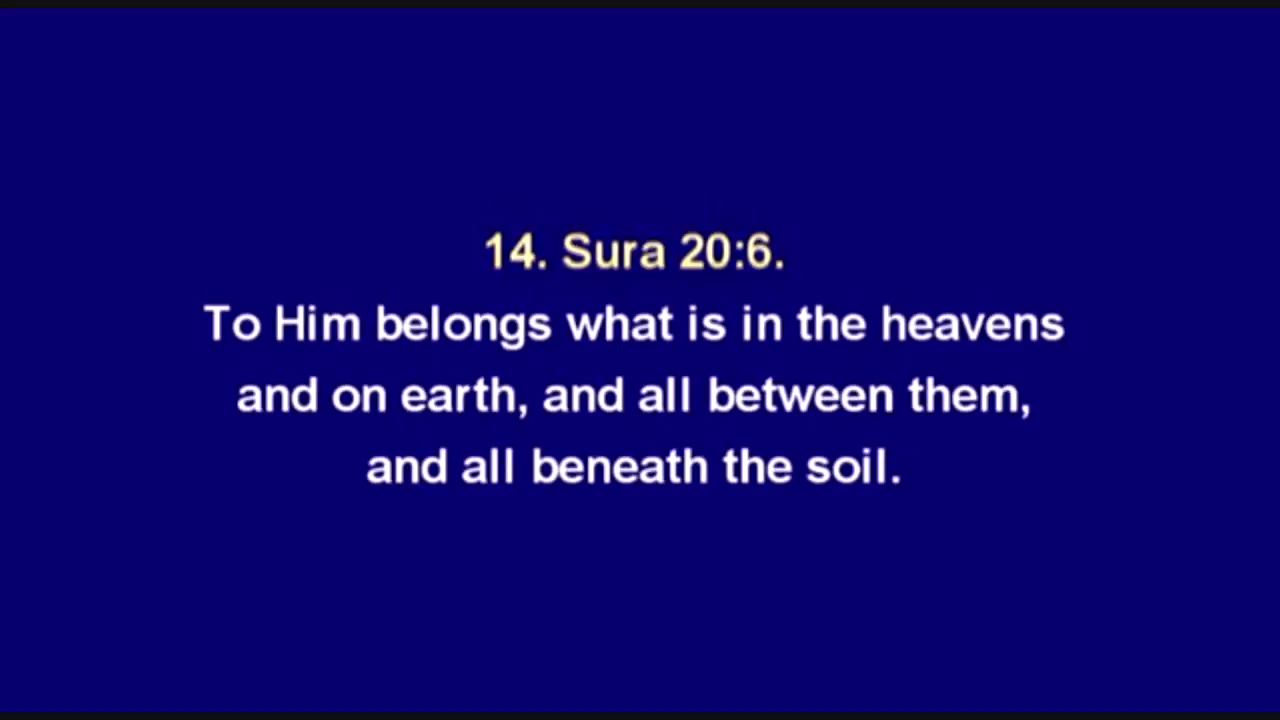 14. Sura 20:6.
To Him belongs what is in the heavens
and on earth, and all between them,
and all beneath the soil.